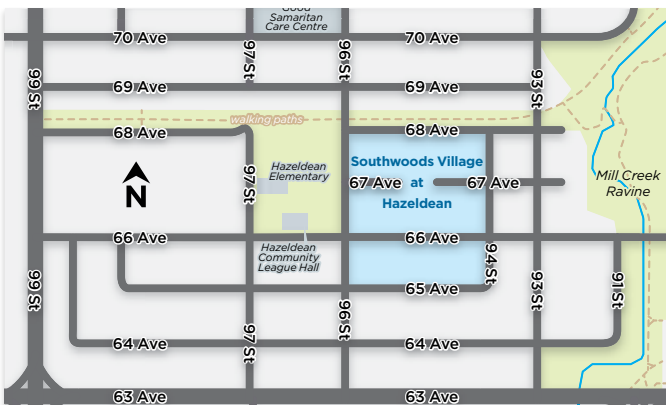 Good
Samaritan
Care Centre
70 Ave
70 Ave
97 St
96 St
99 St
93 St
69 Ave
69 Ave
walking paths
68 Ave
68 Ave
Southwoods Village
at
Hazeldean
Hazeldean
Elementary
97 St
67 Ave
67 Ave
Mill Creek
Ravine
N
66 Ave
66 Ave
Hazeldean
Community
League Hall
94 St
99 St
93 St
91 St
65 Ave
96 St
97 St
64 Ave
64 Ave
63 Ave
63 Ave